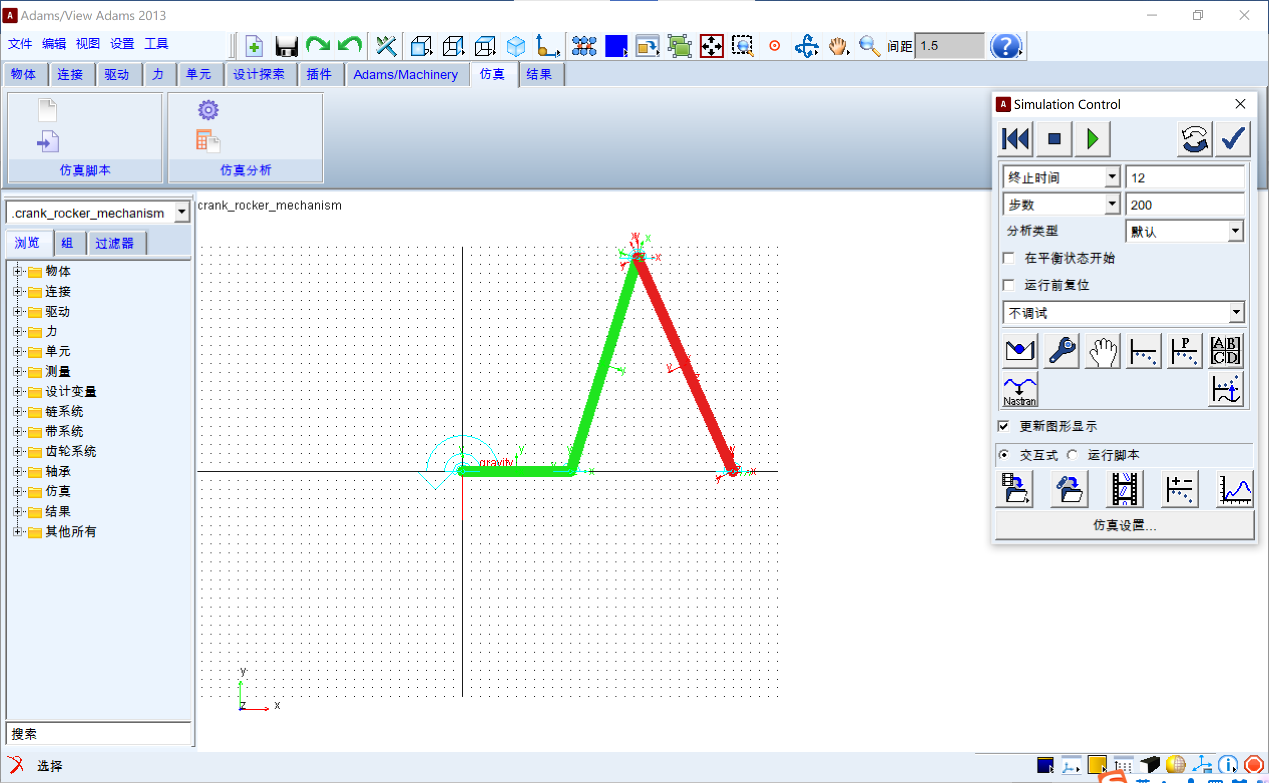 Adams/View Adams 2013
文件 编辑 视图 设置 工具
间距 1.5
物体 连接 驱动 力 单元 设计探索 插件 Adams/Machinery 仿真 结果
仿真脚本 仿真分析
.crank_rocker_mechanism
浏览 组 过滤器
物体
连接
驱动
力
单元
测量
设计变量
链系统
带系统
齿轮系统
轴承
仿真
结果
其他所有
搜索
选择
crank_rocker_mechanism
gravity
y
z x
Simulation Control
终止时间 12
步数 200
分析类型 默认
在平衡状态开始
运行前复位
不调试
P
A B
C D
Nastran
更新图形显示
交互式 运行脚本
仿真设置...